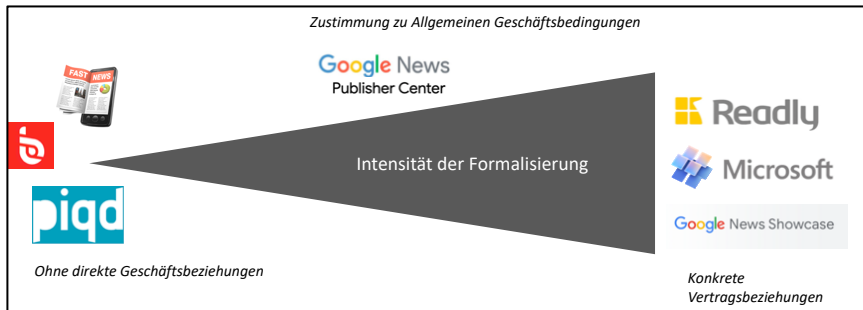 Zustimmung zu Allgemeinen Geschäftsbedingungen
Google News
Publisher Center
FAST NEWS
Readly
Intensität der Formalisierung
Microsoft
piqd
Google News Showcase
Ohne direkte Geschäftsbeziehungen
Konkrete
Vertragsbeziehungen